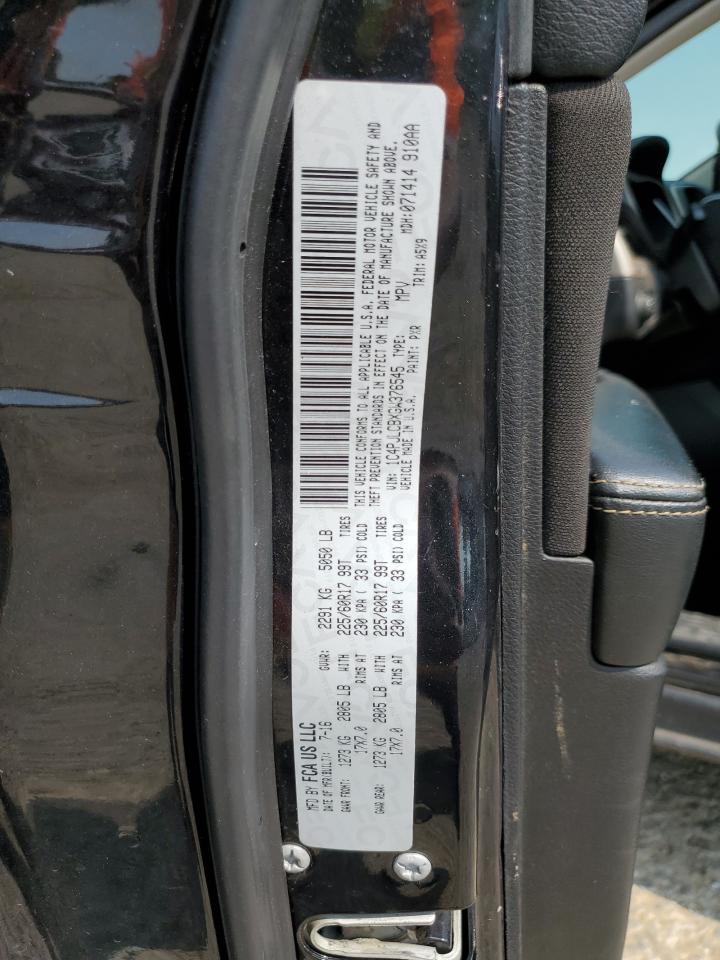 MFD BY FCA US LLC
DATE OF MFR(BUILT): 7-16 GVWR: 2291 KG 5050 LB
GAWR FRONT: 1273 KG 2805 LB WITH 225/60R17 99T TIRES
17X7.0 RIMS AT 230 KPA ( 33 PSI) COLD
GAWR REAR: 1273 KG 2805 LB WITH 225/60R17 99T TIRES
17X7.0 RIMS AT 230 KPA ( 33 PSI) COLD
THIS VEHICLE CONFORMS TO ALL APPLICABLE U.S.A. FEDERAL MOTOR VEHICLE SAFETY AND
THEFT PREVENTION STANDARDS IN EFFECT ON THE DATE OF MANUFACTURE SHOWN ABOVE.
VIN: 1C4PJLCBXGW376545 TYPE: MPV MDH:071414 910AA
VEHICLE MADE IN U.S.A. PAINT: PXR TRIM: A5X9